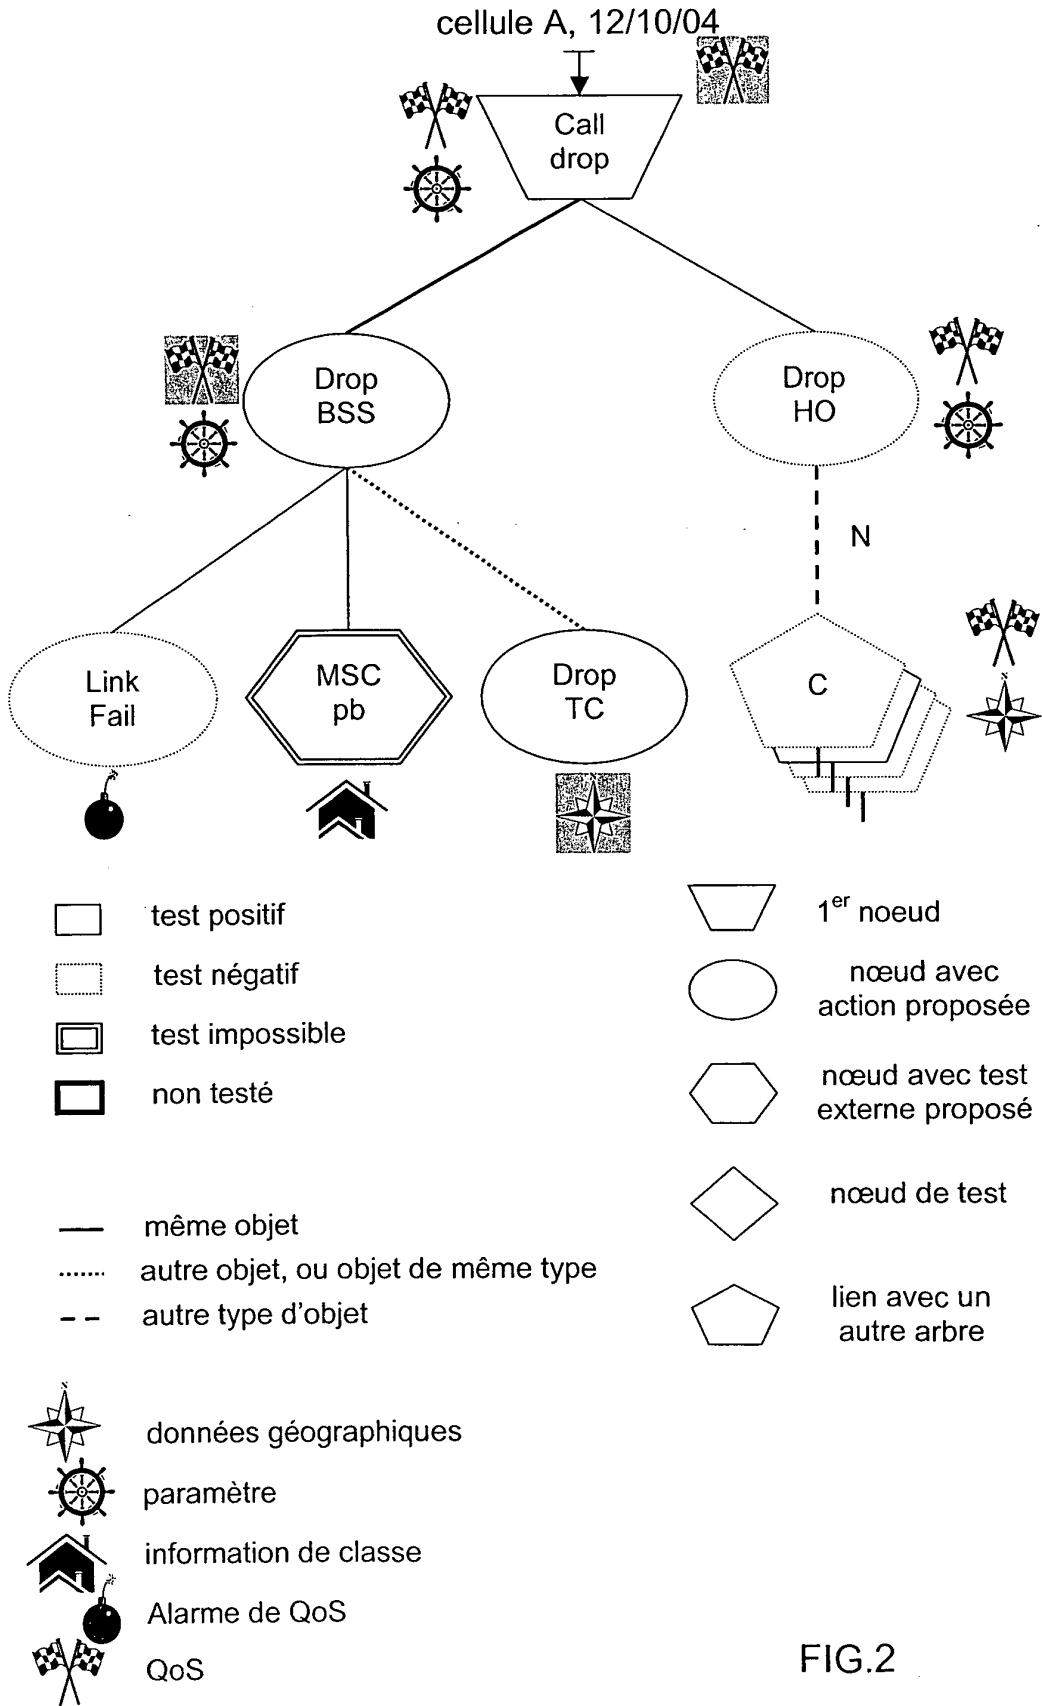 cellule A, 12/10/04
Call
drop
Drop
BSS
Drop
HO
N
Link
Fail
MSC
pb
Drop
TC
C
test positif
test négatif
test impossible
non testé
1er noeud
nœud avec
action proposée
nœud avec test
externe proposé
nœud de test
lien avec un
autre arbre
même objet
autre objet, ou objet de même type
autre type d'objet
N
données géographiques
paramètre
information de classe
Alarme de QoS
QoS
FIG.2